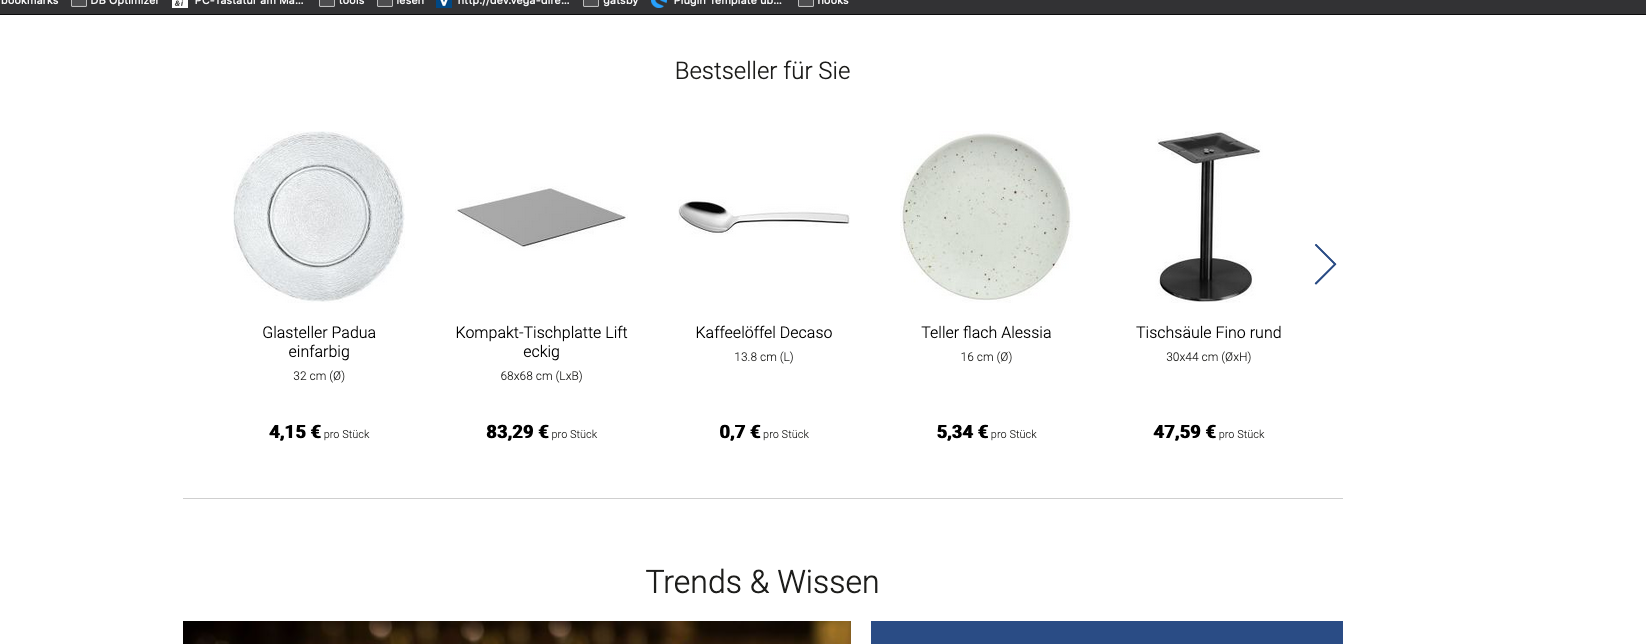 bookmarks DB Optimizer PC-Tastatur am Ma... tools lesen http://dev.vega-dire... gatsby Plugin Template üb... hooks
Bestseller für Sie
Glasteller Padua
einfarbig
32 cm (Ø)
4,15 € pro Stück
Kompakt-Tischplatte Lift
eckig
68x68 cm (LxB)
83,29 € pro Stück
Kaffeelöffel Decaso
13.8 cm (L)
0,7 € pro Stück
Teller flach Alessia
16 cm (Ø)
5,34 € pro Stück
Tischsäule Fino rund
30x44 cm (ØxH)
47,59 € pro Stück
Trends & Wissen